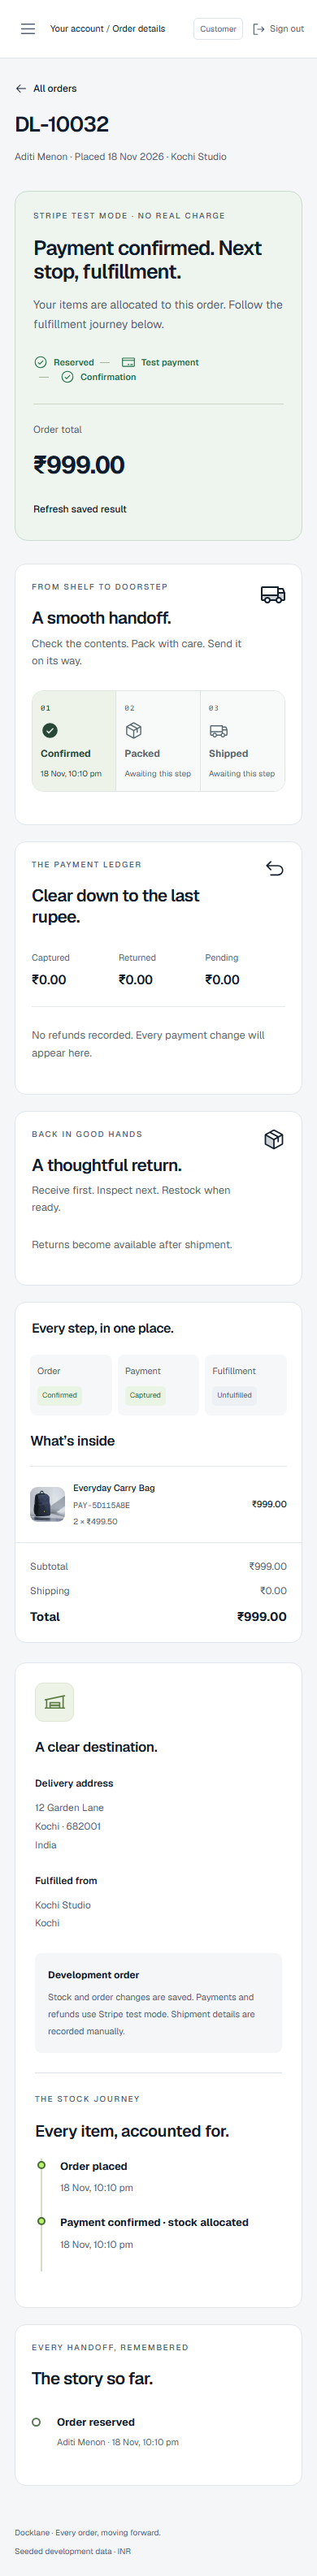 Your account / Order details
Customer
Sign out
All orders
DL-10032
Aditi Menon · Placed 18 Nov 2026 · Kochi Studio
STRIPE TEST MODE · NO REAL CHARGE
Payment confirmed. Next
stop, fulfillment.
Your items are allocated to this order. Follow the
fulfillment journey below.
Reserved — Test payment
— Confirmation
Order total
₹999.00
Refresh saved result
FROM SHELF TO DOORSTEP
A smooth handoff.
Check the contents. Pack with care. Send it
on its way.
01 02 03
Confirmed Packed Shipped
18 Nov, 10:10 pm Awaiting this step Awaiting this step
THE PAYMENT LEDGER
Clear down to the last
rupee.
Captured Returned Pending
₹0.00 ₹0.00 ₹0.00
No refunds recorded. Every payment change will
appear here.
BACK IN GOOD HANDS
A thoughtful return.
Receive first. Inspect next. Restock when
ready.
Returns become available after shipment.
Every step, in one place.
Order Payment Fulfillment
Confirmed Captured Unfulfilled
What's inside
Everyday Carry Bag
PAY-5D115A8E ₹999.00
2 × ₹499.50
Subtotal ₹999.00
Shipping ₹0.00
Total ₹999.00
A clear destination.
Delivery address
12 Garden Lane
Kochi · 682001
India
Fulfilled from
Kochi Studio
Kochi
Development order
Stock and order changes are saved. Payments and
refunds use Stripe test mode. Shipment details are
recorded manually.
THE STOCK JOURNEY
Every item, accounted for.
Order placed
18 Nov, 10:10 pm
Payment confirmed · stock allocated
18 Nov, 10:10 pm
EVERY HANDOFF, REMEMBERED
The story so far.
Order reserved
Aditi Menon · 18 Nov, 10:10 pm
Docklane · Every order, moving forward.
Seeded development data · INR